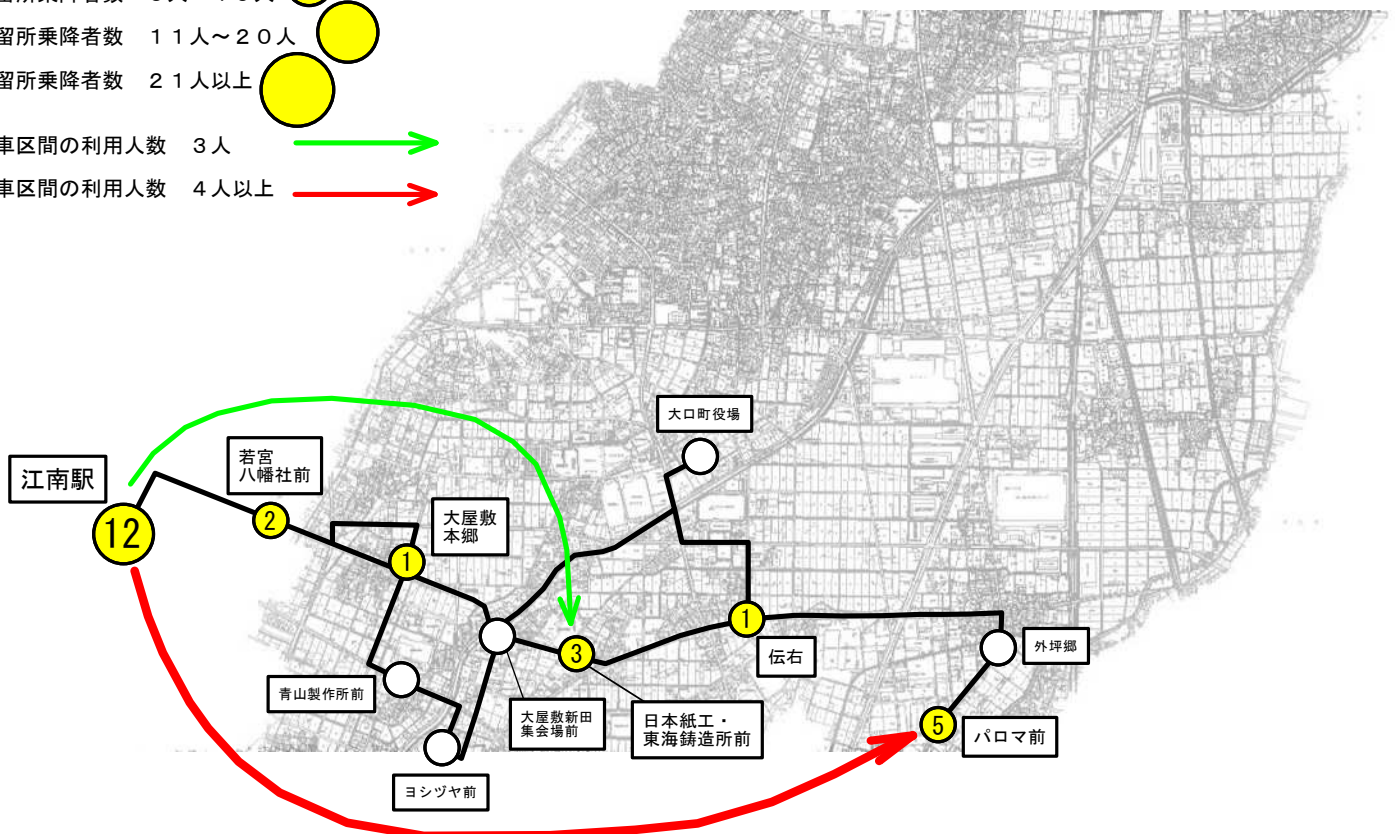 留所乗降者数　１１人～２０人
留所乗降者数　２１人以上
車区間の利用人数　３人
車区間の利用人数　４人以上
大口町役場
江南駅
12
若宮
八幡社前
2
大屋敷
本郷
1
青山製作所前
ヨシヅヤ前
大屋敷新田
集会場前
3
日本紙工・
東海鋳造所前
1
伝右
外坪郷
5
パロマ前